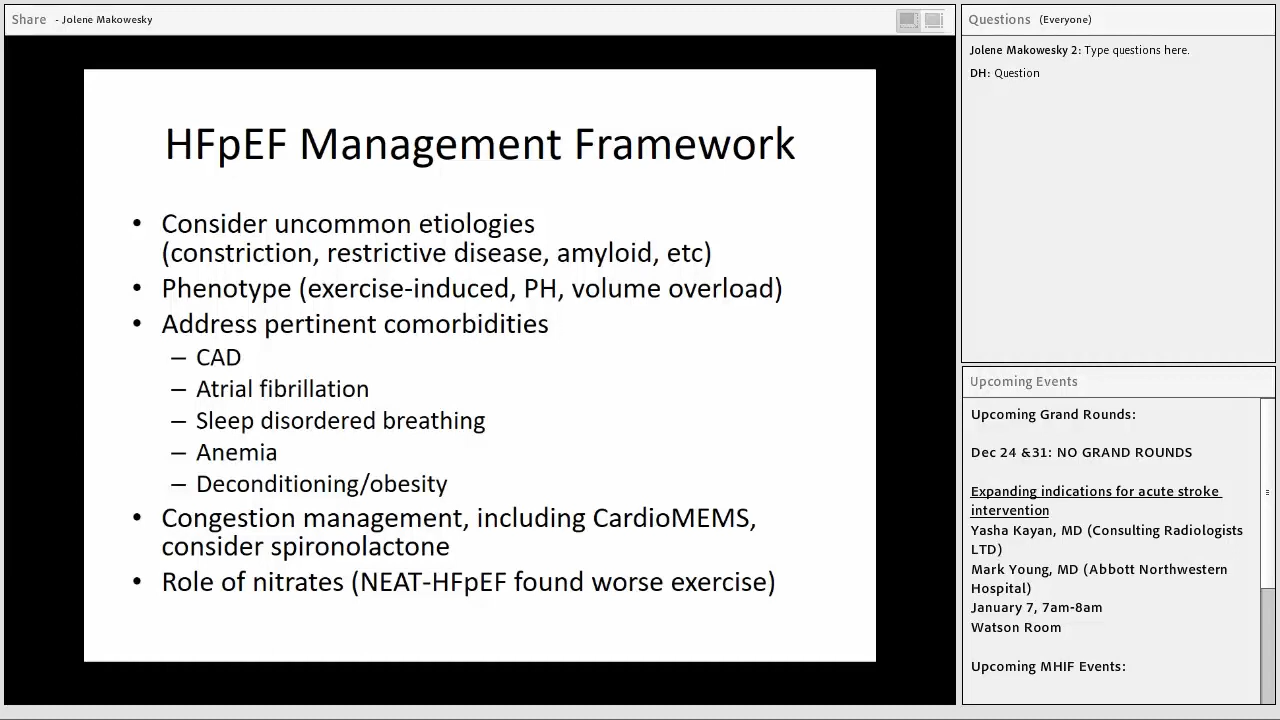 Share - Jolene Makowesky
HFpEF Management Framework
• Consider uncommon etiologies
(constriction, restrictive disease, amyloid, etc)
• Phenotype (exercise-induced, PH, volume overload)
• Address pertinent comorbidities
– CAD
– Atrial fibrillation
– Sleep disordered breathing
– Anemia
– Deconditioning/obesity
• Congestion management, including CardioMEMS,
consider spironolactone
• Role of nitrates (NEAT-HFpEF found worse exercise)
Questions (Everyone)
Jolene Makowesky 2: Type questions here.
DH: Question
Upcoming Events
Upcoming Grand Rounds:
Dec 24 &31: NO GRAND ROUNDS
Expanding indications for acute stroke
intervention
Yasha Kayan, MD (Consulting Radiologists
LTD)
Mark Young, MD (Abbott Northwestern
Hospital)
January 7, 7am-8am
Watson Room
Upcoming MHIF Events: